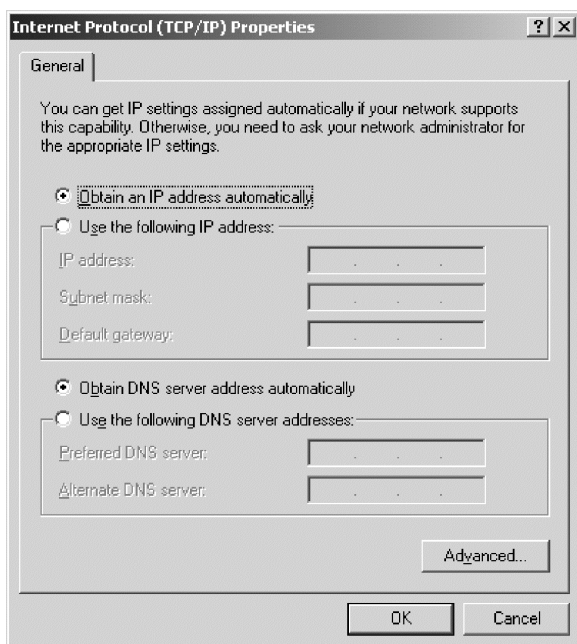 Internet Protocol (TCP/IP) Properties
General
You can get IP settings assigned automatically if your network supports
this capability. Otherwise, you need to ask your network administrator for
the appropriate IP settings.
Obtain an IP address automatically
Use the following IP address:
IP address:
Subnet mask:
Default gateway:
Obtain DNS server address automatically
Use the following DNS server addresses:
Preferred DNS server:
Alternate DNS server:
Advanced...
OK Cancel